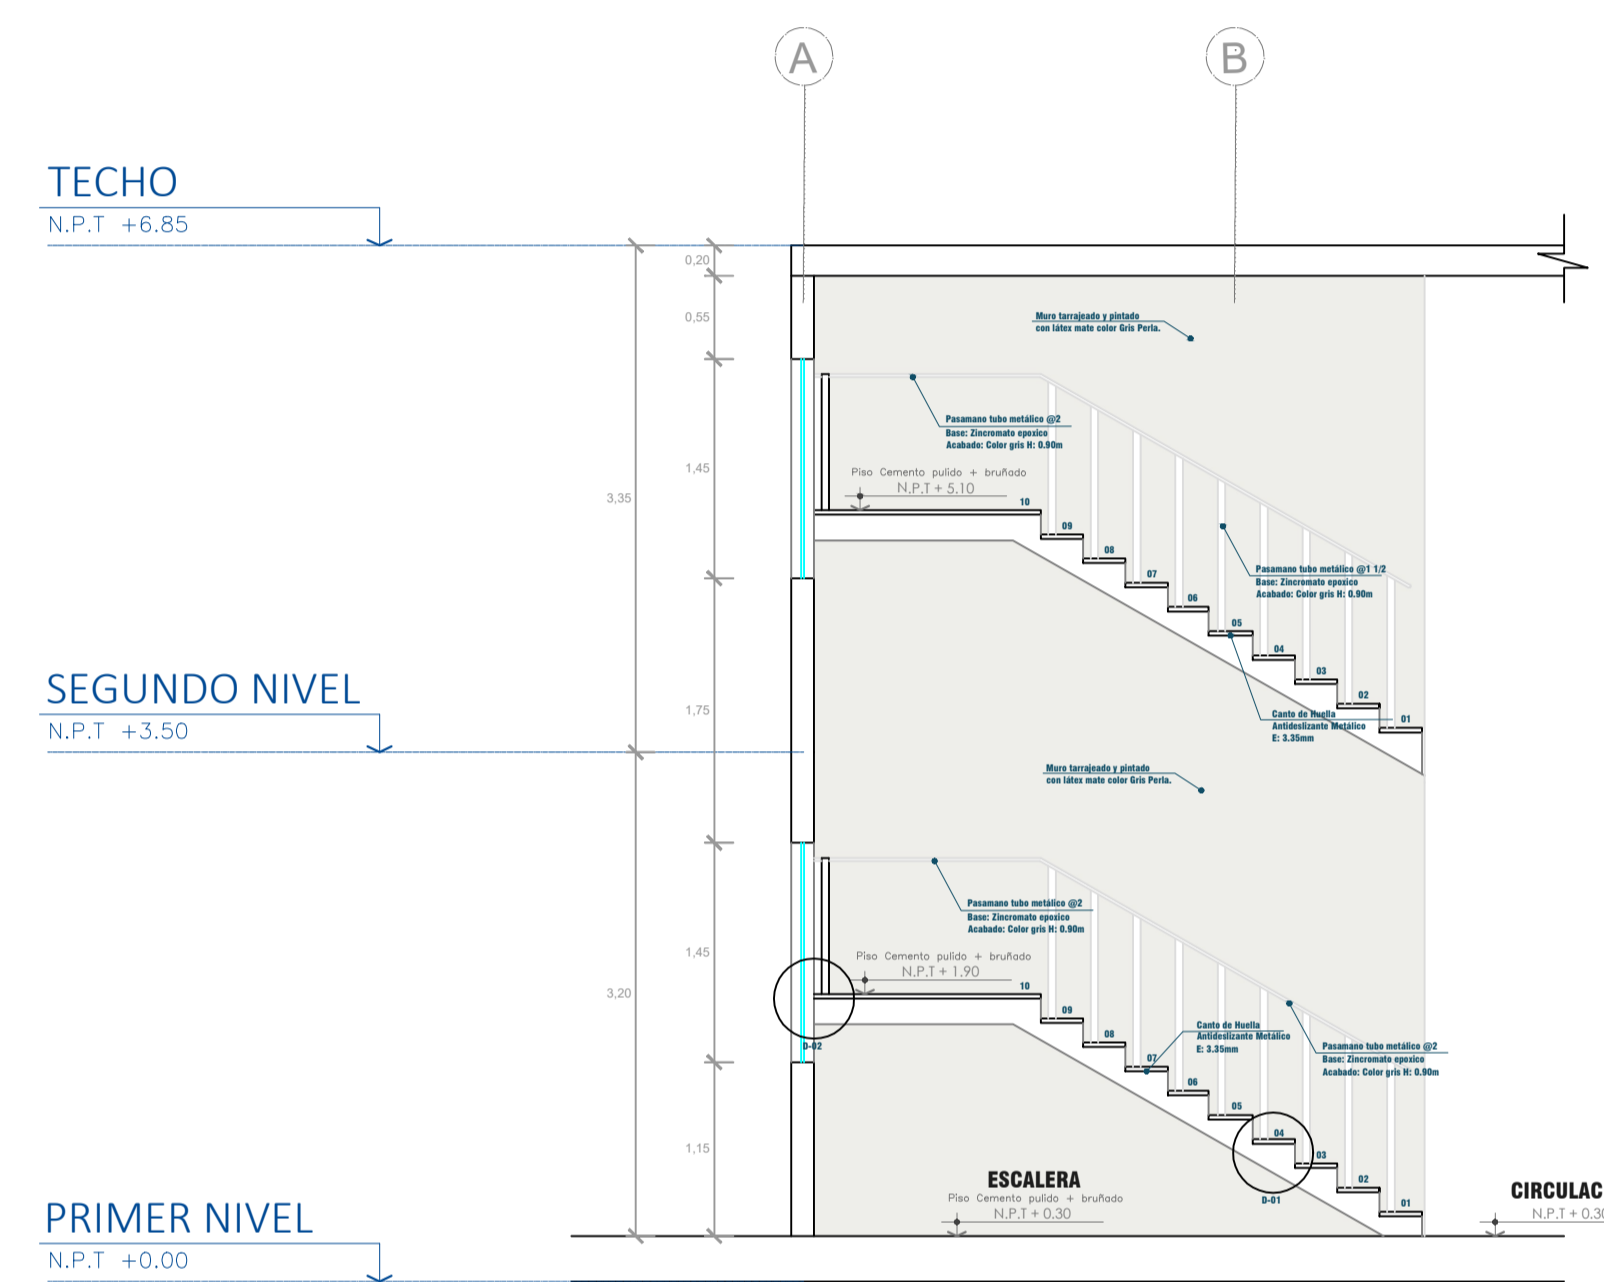 A
B
TECHO
N.P.T +6.85
0,20
0,55
Muro tarrajeado y pintado
con látex mate color Gris Perla.
Pasamano tubo metálico @2
Base: Zincromato epoxico
Acabado: Color gris H: 0.90m
1,45
Piso Cemento pulido + bruñado
N.P.T + 5.10
3,35
10
09
08
07
06
05
04
03
02
01
Pasamano tubo metálico @1 1/2
Base: Zincromato epoxico
Acabado: Color gris H: 0.90m
SEGUNDO NIVEL
N.P.T +3.50
1,75
Canto de Huella
Antideslizante Metálico
E: 3.35mm
Muro tarrajeado y pintado
con látex mate color Gris Perla.
Pasamano tubo metálico @2
Base: Zincromato epoxico
Acabado: Color gris H: 0.90m
1,45
Piso Cemento pulido + bruñado
N.P.T + 1.90
3,20
10
09
08
07
06
05
04
03
02
01
Canto de Huella
Antideslizante Metálico
E: 3.35mm
Pasamano tubo metálico @2
Base: Zincromato epoxico
Acabado: Color gris H: 0.90m
D-02
1,15
D-01
ESCALERA
Piso Cemento pulido + bruñado
N.P.T + 0.30
CIRCULAC
N.P.T + 0.30
PRIMER NIVEL
N.P.T +0.00